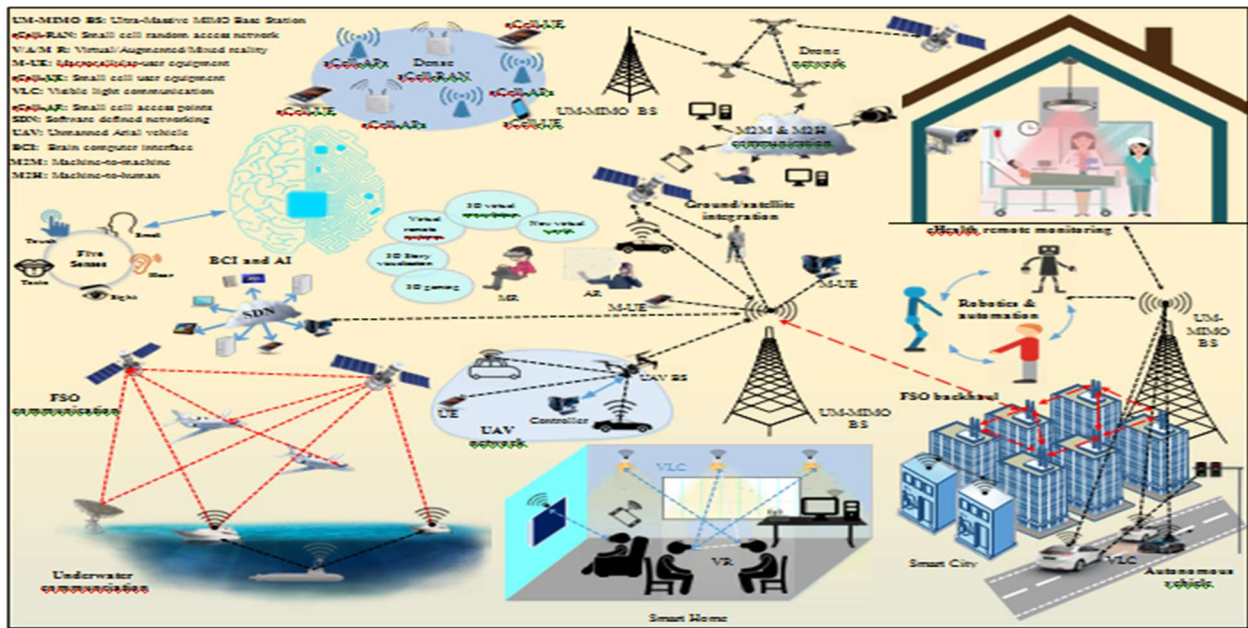 UM-MIMO BS: Ultra-Massive MIMO Base Station
sCell-RAN: Small cell random access network
V/A/M R: Virtual/Augmented/Mixed reality
M-UE: Macrocellular user equipment
sCell-UE: Small cell user equipment
VLC: Visible light communication
sCell-AP: Small cell access points
SDN: Software defined networking
UAV: Unmanned Arial vehicle
BCI: Brain computer interface
M2M: Machine-to-machine
M2H: Machine-to-human
sCell-UE
sCell-APs
Dense
sCell-RAN
sCell-APs
sCell-UE
sCell-APs
sCell-UE
UM-MIMO BS
Drone
network
M2M & M2H
communication
Ground/satellite
integration
eHealth remote monitoring
Touch
Smell
Five
Senses
Hear
Taste
Sight
BCI and AI
SDN
3D virtual
Virtual
remote
New virtual
3D Story
visualization
3D gaming
MR
AR
M-UE
M-UE
Robotics &
automation
UM-
MIMO
BS
FSO
communication
UAV BS
UE
Controller
UAV
network
UM-MIMO
BS
FSO backhaul
Underwater
communication
VLC
VR
Smart Home
Smart City
VLC
Autonomous
vehicle